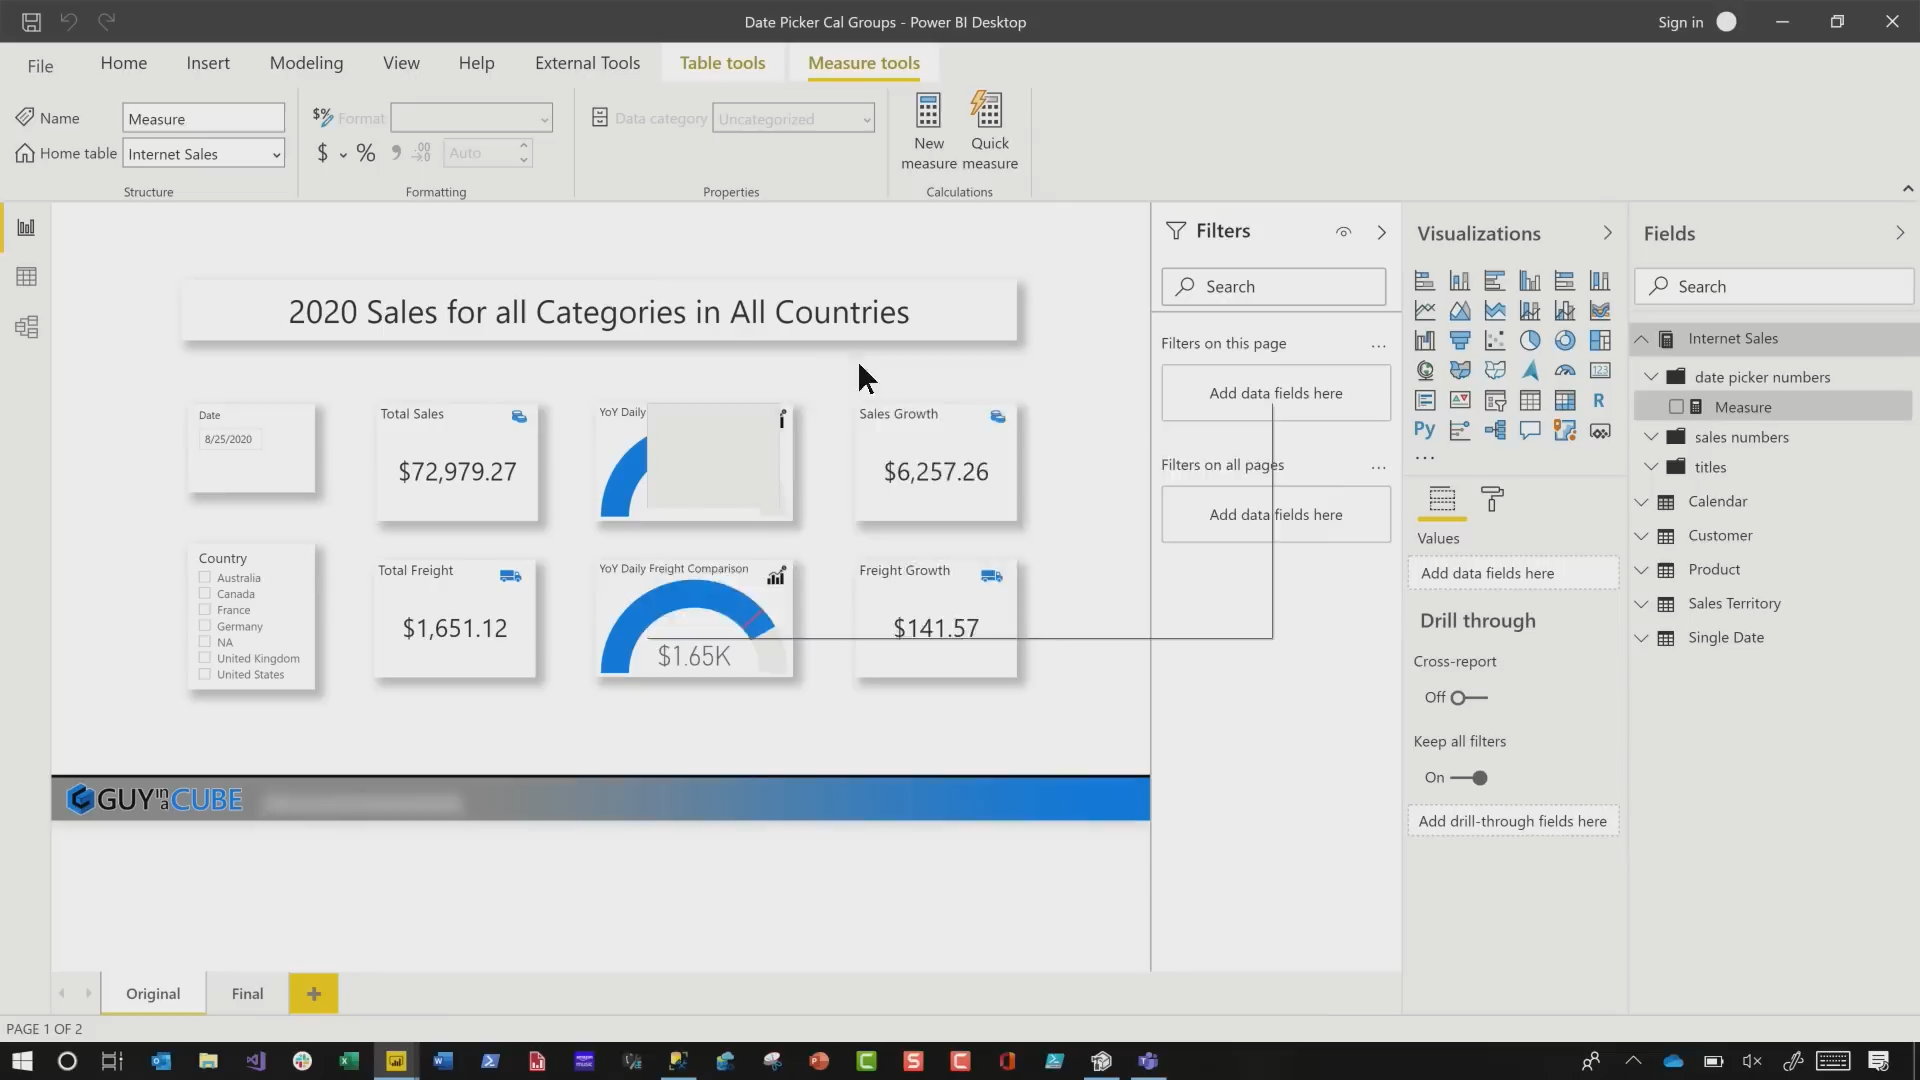 Date Picker Cal Groups - Power BI Desktop
Sign in
File
Home
Insert
Modeling
View
Help
External Tools
Table tools
Measure tools
Name
Measure
Home table
Internet Sales
Structure
$% Format
$ % 9 .00 →.0
Auto
Formatting
Data category
Uncategorized
Properties
New measure
Quick measure
Calculations
2020 Sales for all Categories in All Countries
Date
8/25/2020
Total Sales
$72,979.27
YoY Daily
Sales Growth
$6,257.26
Country
Australia
Canada
France
Germany
NA
United Kingdom
United States
Total Freight
$1,651.12
YoY Daily Freight Comparison
$1.65K
Freight Growth
$141.57
GUY in a CUBE
Filters
Search
Filters on this page
...
Add data fields here
Filters on all pages
...
Add data fields here
Visualizations
123
R
Py
...
Values
Add data fields here
Drill through
Cross-report
Off
Keep all filters
On
Add drill-through fields here
Fields
Search
Internet Sales
date picker numbers
Measure
sales numbers
titles
Calendar
Customer
Product
Sales Territory
Single Date
Original
Final
+
PAGE 1 OF 2